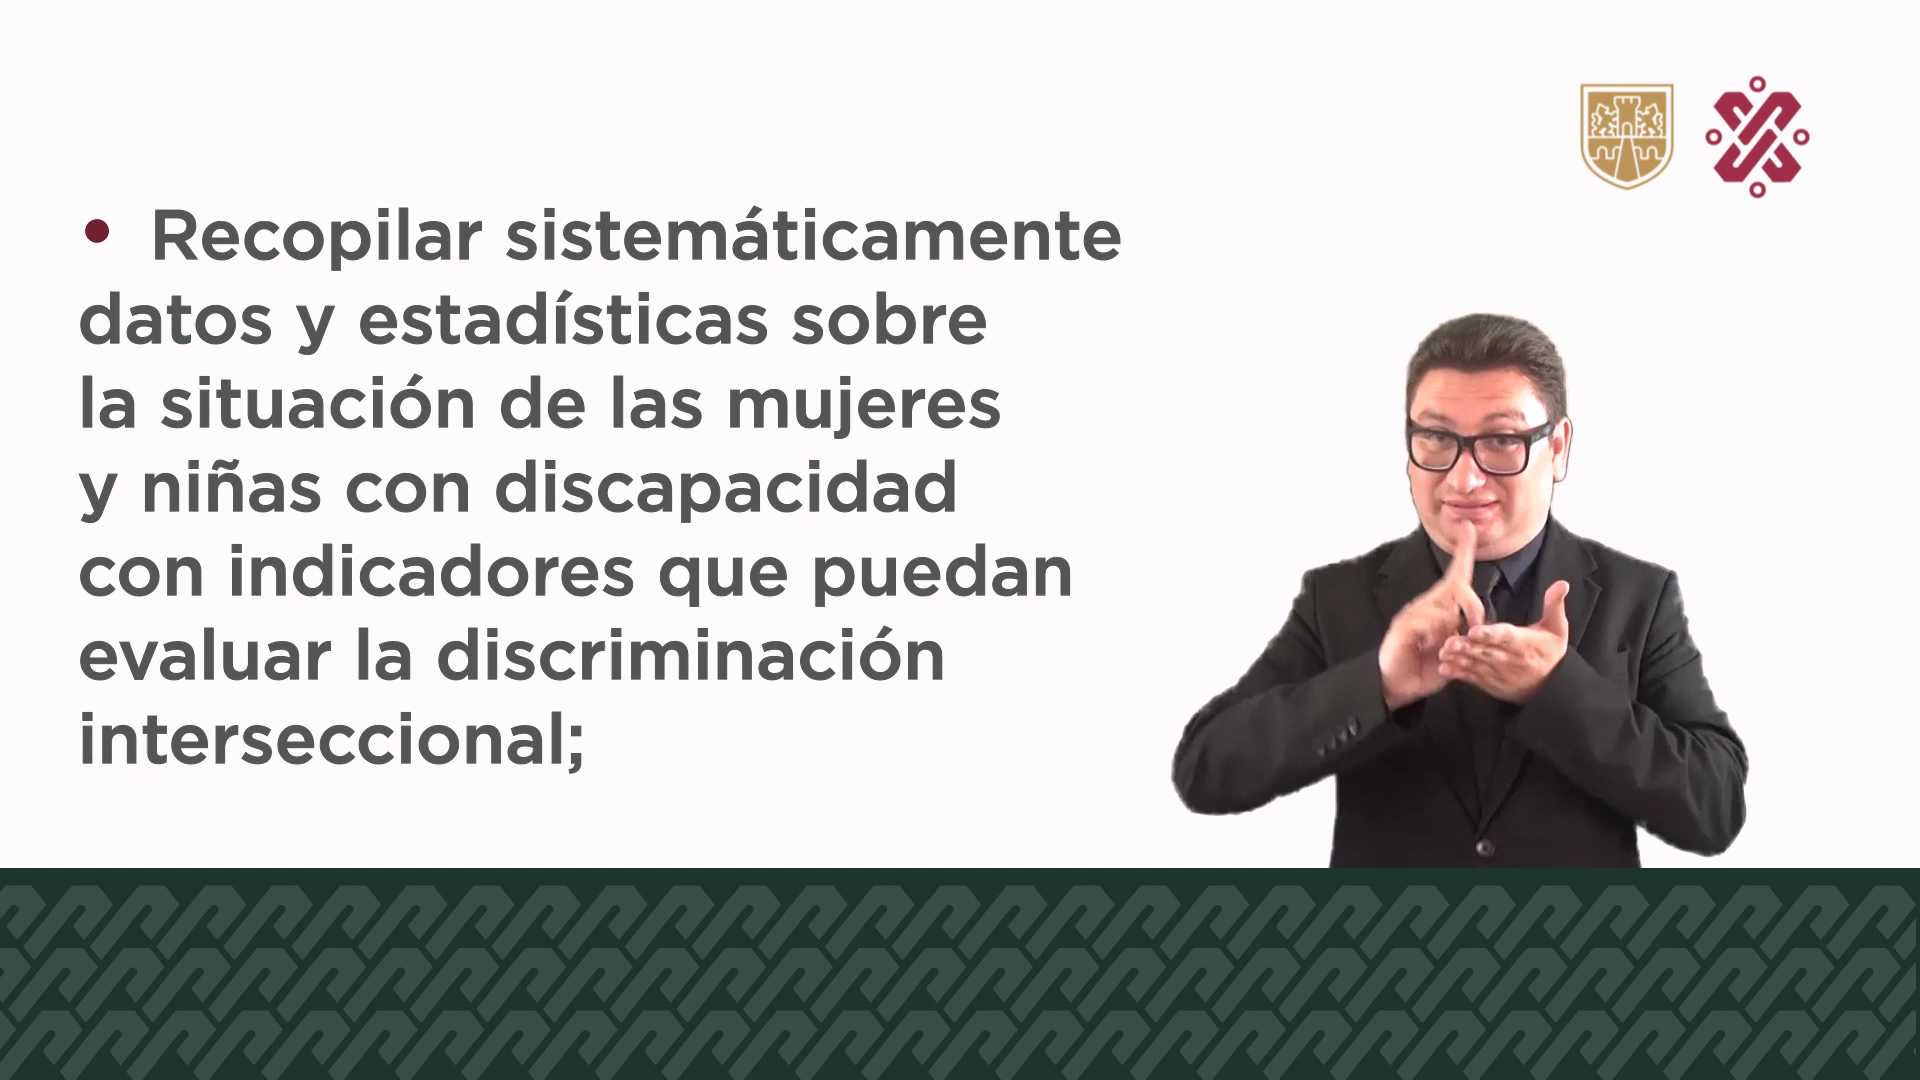 • Recopilar sistemáticamente
datos y estadísticas sobre
la situación de las mujeres
y niñas con discapacidad
con indicadores que puedan
evaluar la discriminación
interseccional;